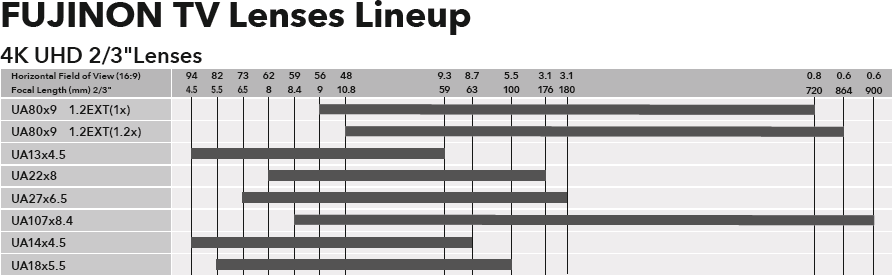 FUJINON TV Lenses Lineup
4K UHD 2/3"Lenses
Horizontal Field of View (16:9) 94 82 73 62 59 56 48 9.3 8.7 5.5 3.1 3.1 0.8 0.6 0.6
Focal Length (mm) 2/3" 4.5 5.5 6.5 8 8.4 9 10.8 59 63 100 176 180 720 864 900
UA80x9 1.2EXT(1x)
UA80x9 1.2EXT(1.2x)
UA13x4.5
UA22x8
UA27x6.5
UA107x8.4
UA14x4.5
UA18x5.5